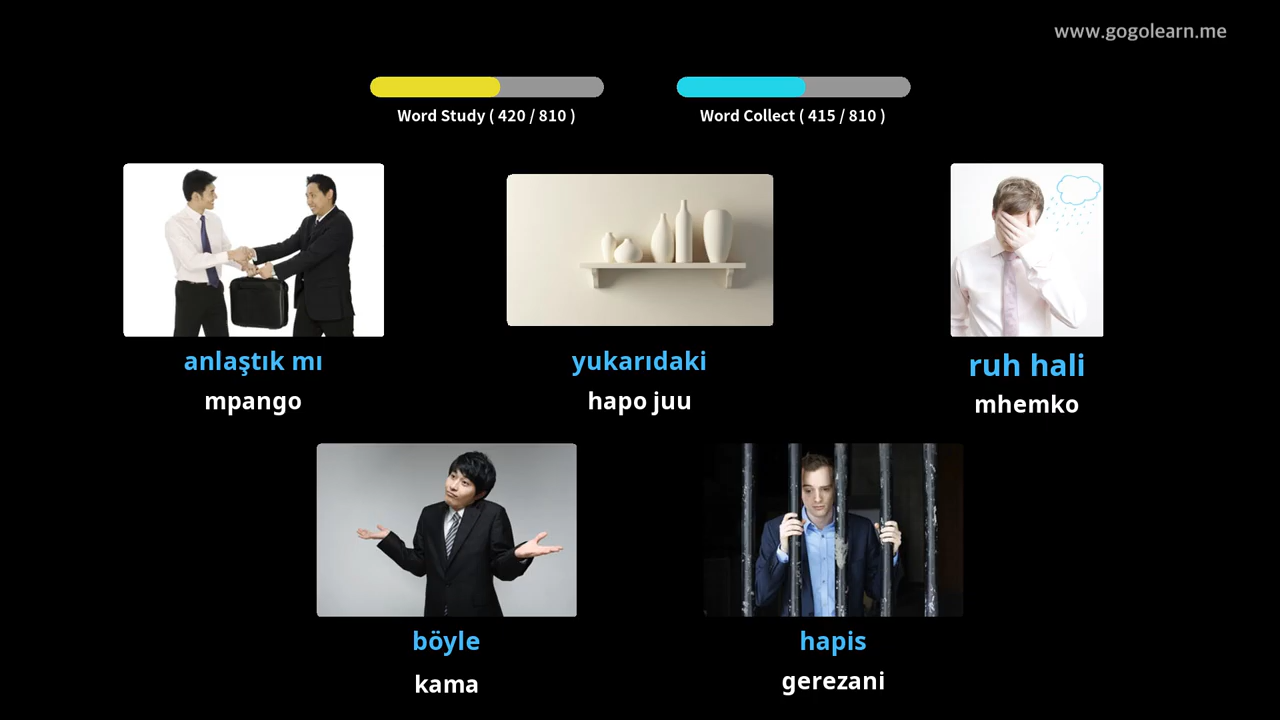 www.gogolearn.me
Word Study ( 420 / 810 )
Word Collect ( 415 / 810 )
anlaştık mı
mpango
yukarıdaki
hapo juu
ruh hali
mhemko
böyle
kama
hapis
gerezani